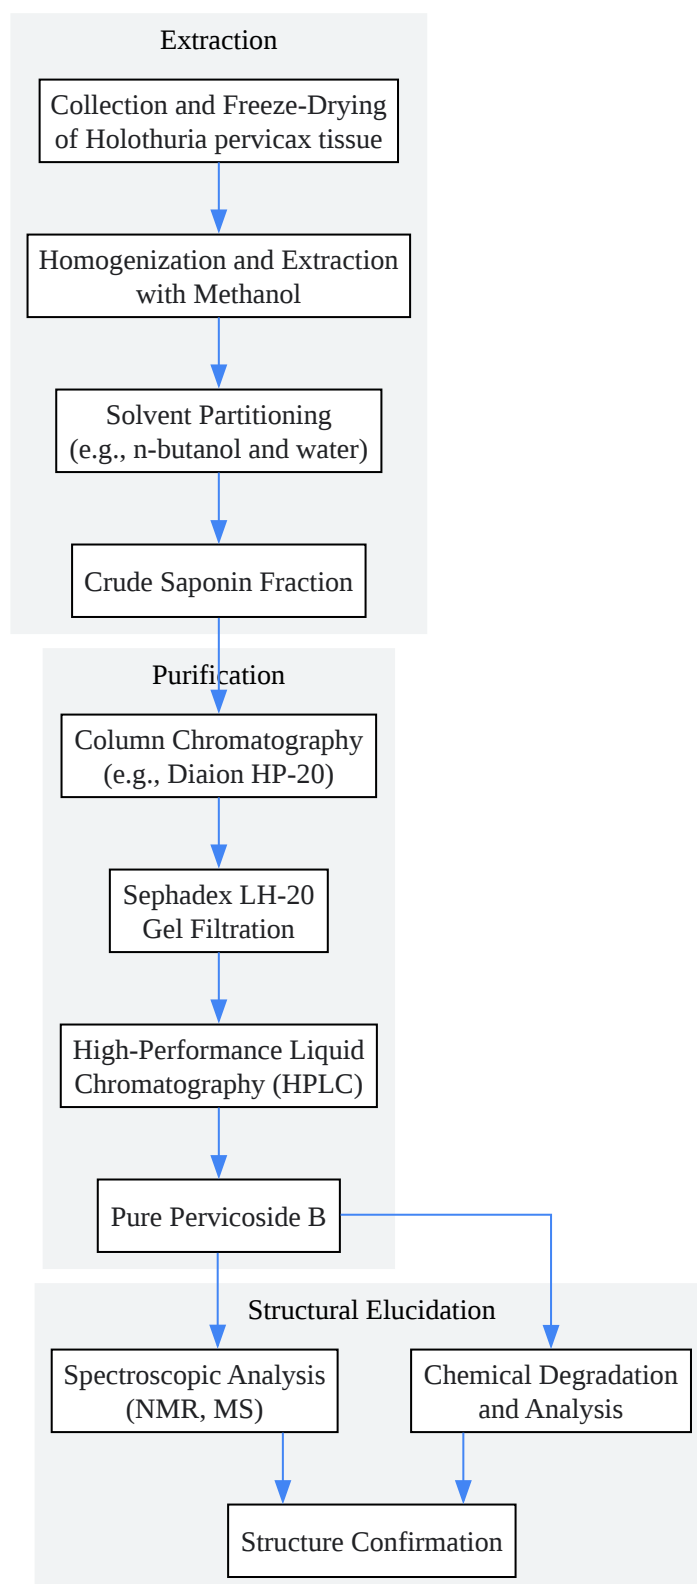 Extraction
Collection and Freeze-Drying
of Holothuria pervicax tissue
Homogenization and Extraction
with Methanol
Solvent Partitioning
(e.g., n-butanol and water)
Crude Saponin Fraction
Purification
Column Chromatography
(e.g., Diaion HP-20)
Sephadex LH-20
Gel Filtration
High-Performance Liquid
Chromatography (HPLC)
Pure Pervicoside B
Structural Elucidation
Spectroscopic Analysis
(NMR, MS)
Chemical Degradation
and Analysis
Structure Confirmation